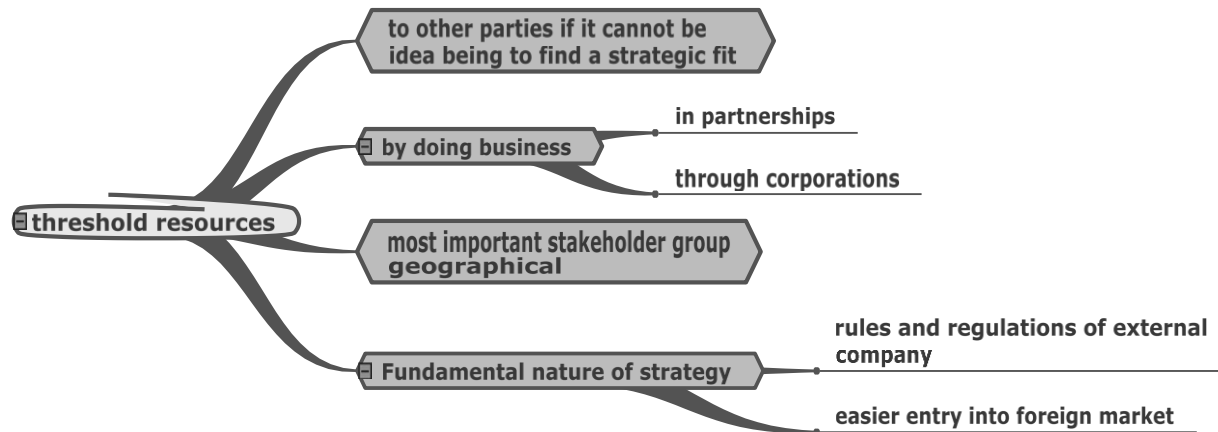 to other parties if it cannot be
idea being to find a strategic fit
in partnerships
by doing business
through corporations
threshold resources
most important stakeholder group
geographical
rules and regulations of external
company
Fundamental nature of strategy
easier entry into foreign market